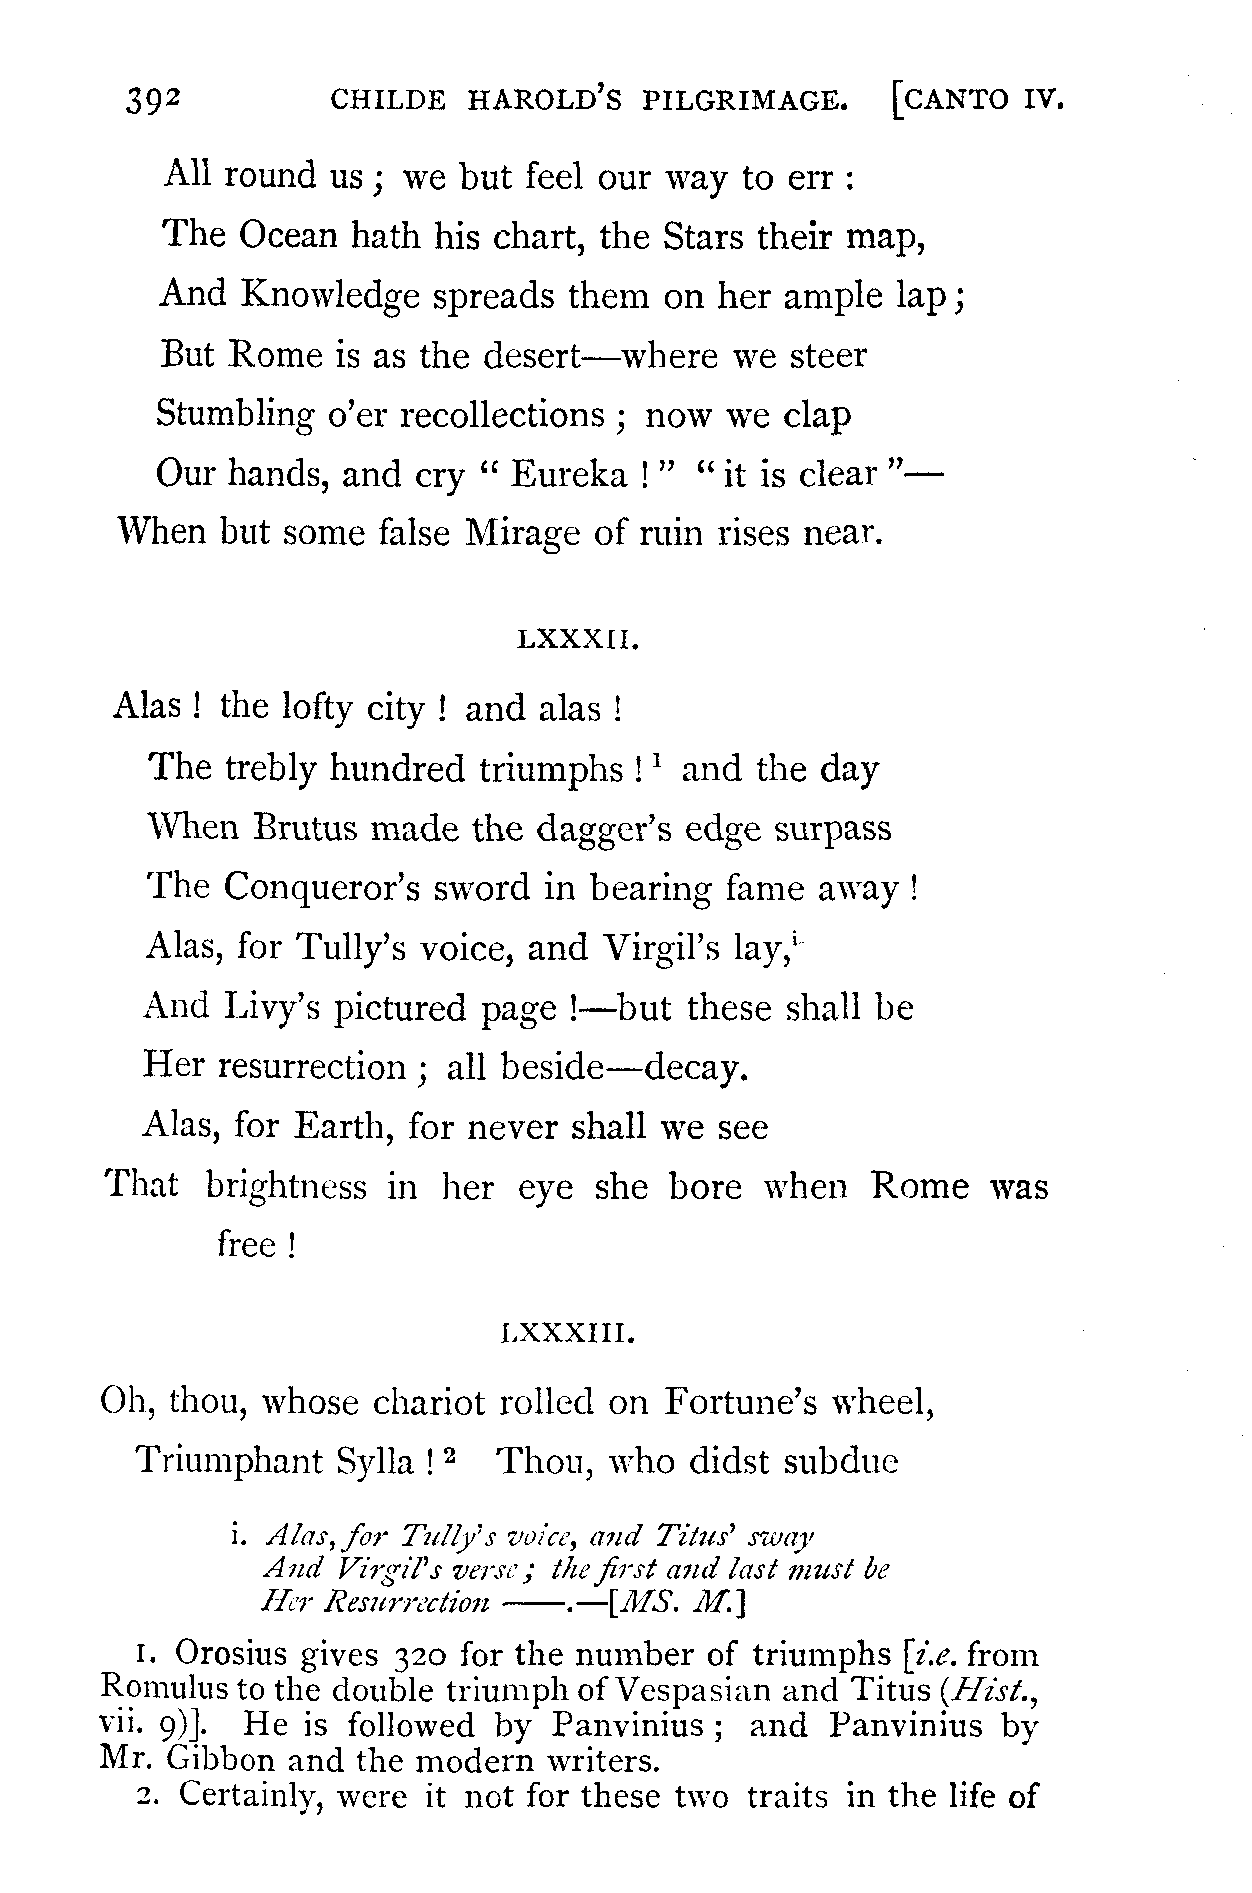 392 CHILDE HAROLD'S PILGRIMAGE. [CANTO IV.
All round us ; we but feel our way to err :
The Ocean hath his chart, the Stars their map,
And Knowledge spreads them on her ample lap ;
But Rome is as the desert—where we steer
Stumbling o'er recollections ; now we clap
Our hands, and cry “ Eureka ! ” “ it is clear ”—
When but some false Mirage of ruin rises near.
LXXXII.
Alas ! the lofty city ! and alas !
The trebly hundred triumphs ! ¹ and the day
When Brutus made the dagger's edge surpass
The Conqueror's sword in bearing fame away !
Alas, for Tully's voice, and Virgil's lay,ⁱ·
And Livy's pictured page !—but these shall be
Her resurrection ; all beside—decay.
Alas, for Earth, for never shall we see
That brightness in her eye she bore when Rome was
free !
LXXXIII.
Oh, thou, whose chariot rolled on Fortune's wheel,
Triumphant Sylla ! ² Thou, who didst subdue
i. Alas, for Tully's voice, and Titus' sway
And Virgil's verse ; the first and last must be
Her Resurrection ——.—[MS. M.]
1. Orosius gives 320 for the number of triumphs [i.e. from
Romulus to the double triumph of Vespasian and Titus (Hist.,
vii. 9)]. He is followed by Panvinius ; and Panvinius by
Mr. Gibbon and the modern writers.
2. Certainly, were it not for these two traits in the life of